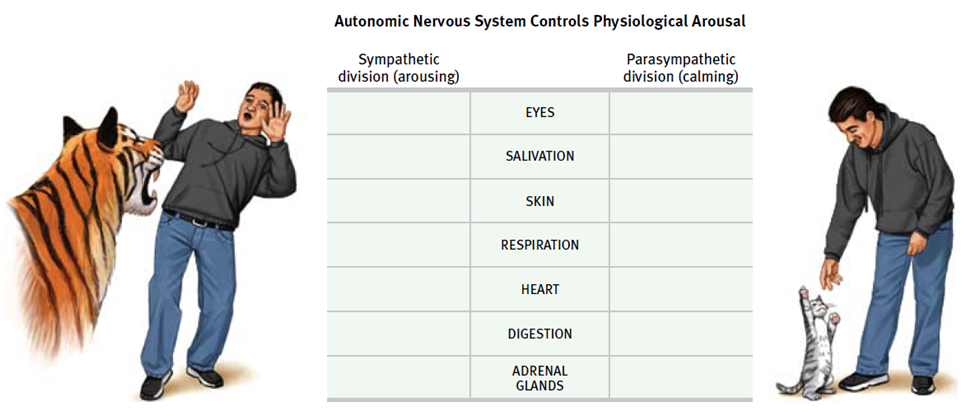 Autonomic Nervous System Controls Physiological Arousal
Sympathetic
division (arousing)
Parasympathetic
division (calming)
EYES
SALIVATION
SKIN
RESPIRATION
HEART
DIGESTION
ADRENAL
GLANDS